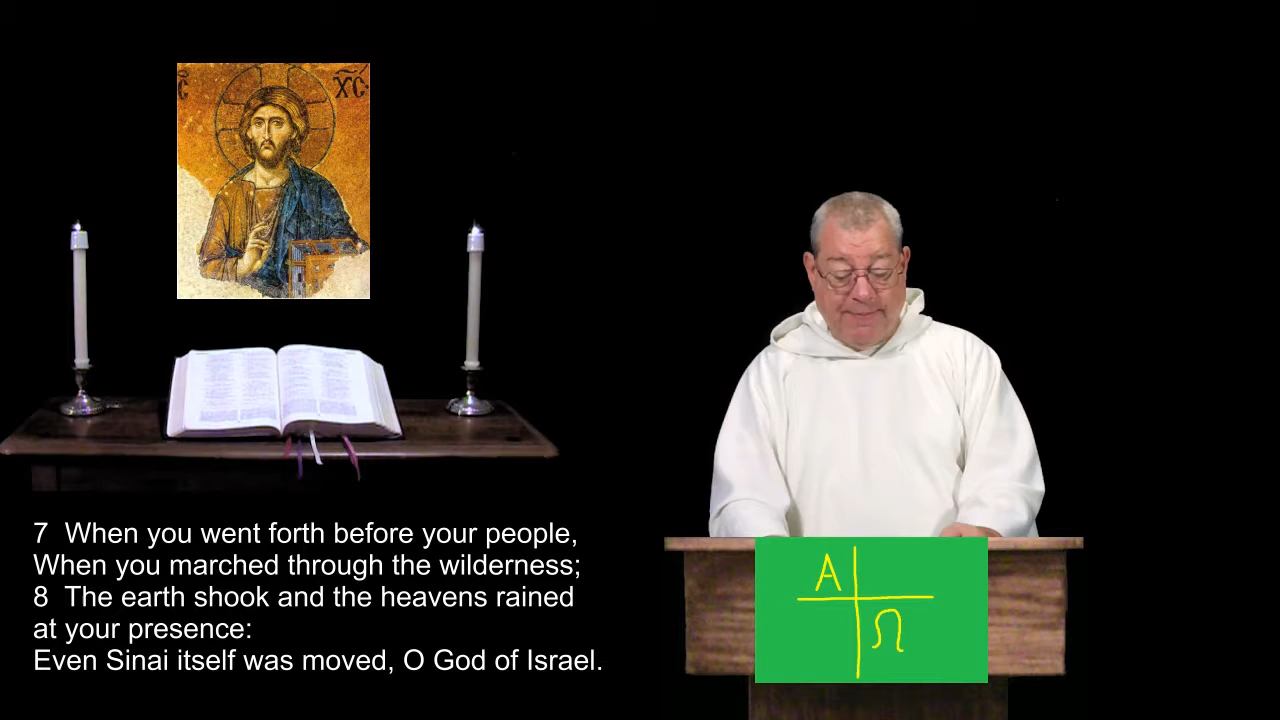 C
XC
7 When you went forth before your people,
When you marched through the wilderness;
8 The earth shook and the heavens rained
at your presence:
Even Sinai itself was moved, O God of Israel.
A
Ω